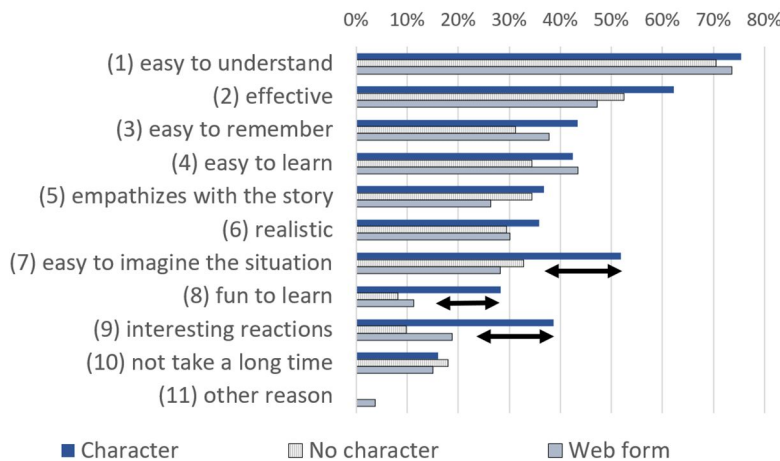 0% 10% 20% 30% 40% 50% 60% 70% 80%
(1) easy to understand
(2) effective
(3) easy to remember
(4) easy to learn
(5) empathizes with the story
(6) realistic
(7) easy to imagine the situation
(8) fun to learn
(9) interesting reactions
(10) not take a long time
(11) other reason
Character No character Web form